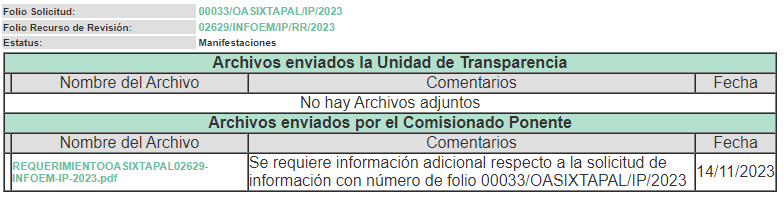 Folio Solicitud: 00033/OASIXTAPAL/IP/2023
Folio Recurso de Revisión: 02629/INFOEM/IP/RR/2023
Estatus: Manifestaciones
Archivos enviados la Unidad de Transparencia
Nombre del Archivo Comentarios Fecha
No hay Archivos adjuntos
Archivos enviados por el Comisionado Ponente
Nombre del Archivo Comentarios Fecha
REQUERIMIENTOOASIXTAPAL02629-
INFOEM-IP-2023.pdf
Se requiere información adicional respecto a la solicitud de
información con número de folio 00033/OASIXTAPAL/IP/2023
14/11/2023